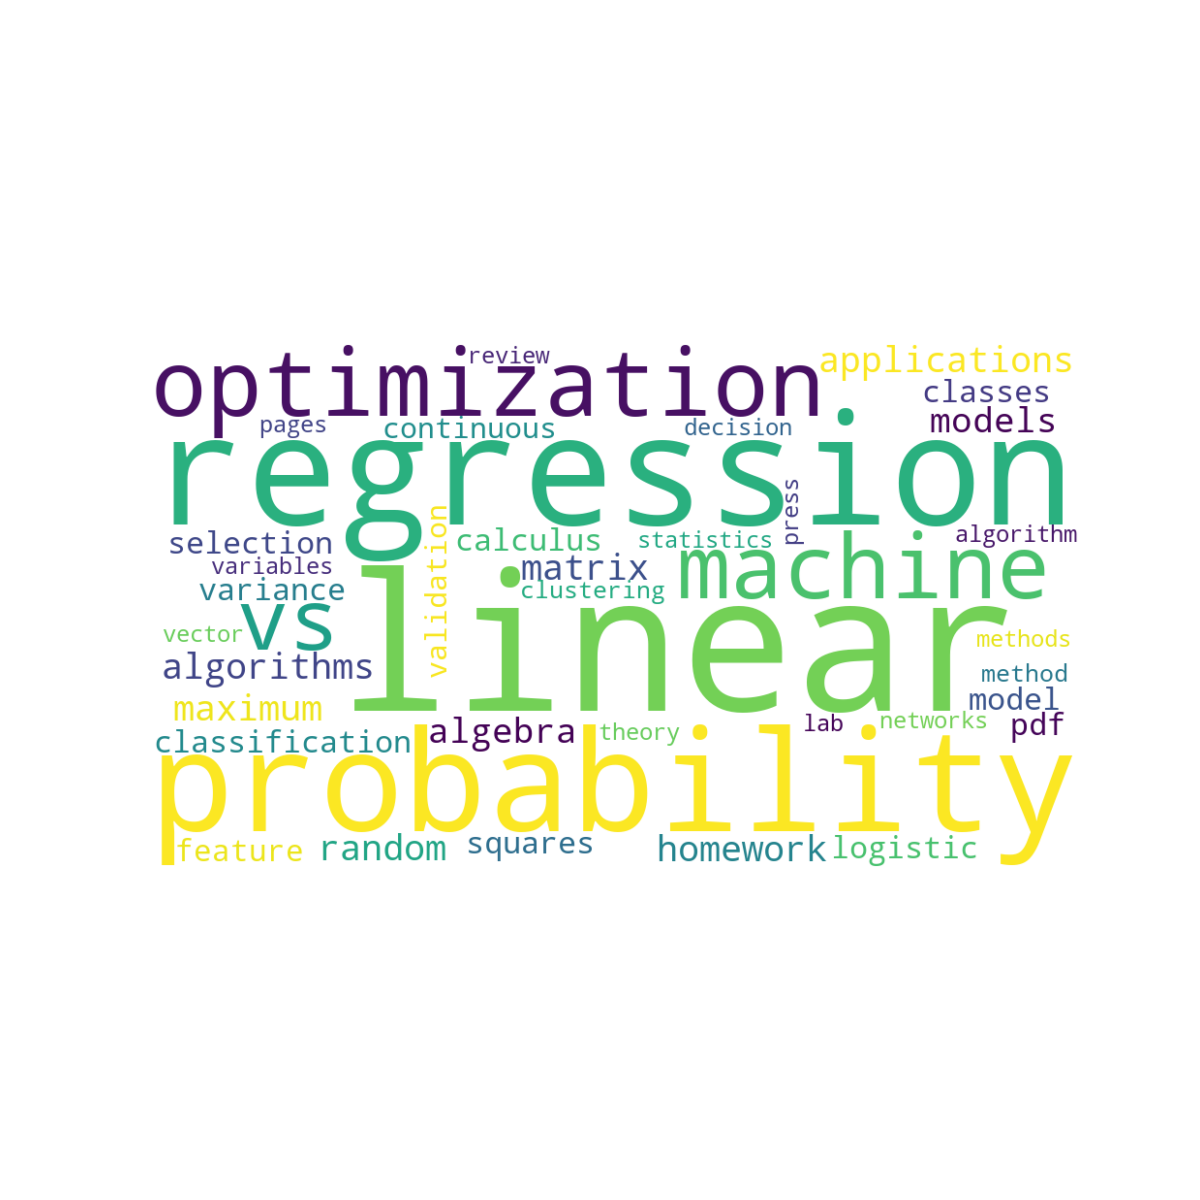 optimization
review
applications
classes
models
pages
continuous
decision
regression
press
selection
calculus
statistics
algorithm
variables
validation
matrix
machine
variance
clustering
vs
linear
vector
methods
algorithms
method
maximum
model
classification
algebra
theory
lab
networks
pdf
probability
feature
random
squares
homework
logistic